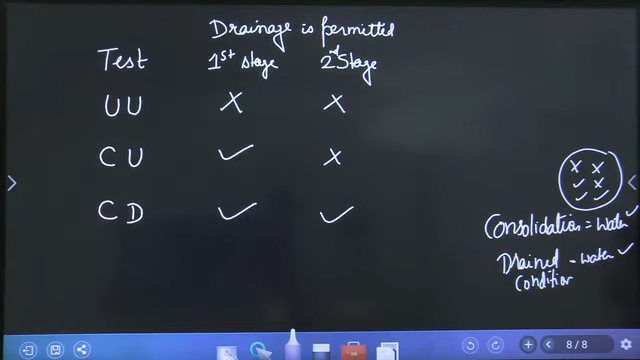 Drainage is permitted
Test 1st stage 2nd Stage
UU X X
CU ✓ X
CD ✓ ✓
X X
✓ X
✓ ✓
Consolidation = Water ✓
Drained - Water ✓
Condition
8/8